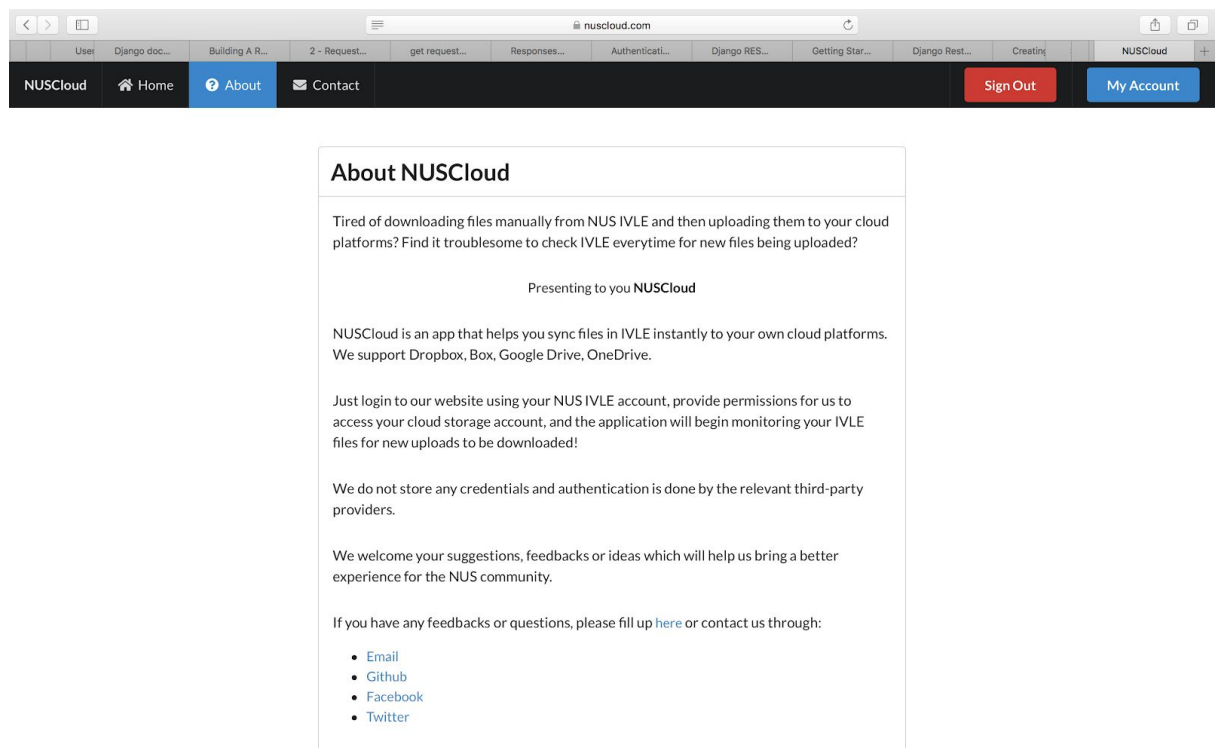 nuscloud.com
User Django doc... Building A R... 2 - Request... get request... Responses... Authenticati... Django RES... Getting Star... Django Rest... Creating NUSCloud
NUSCloud Home About Contact Sign Out My Account
About NUSCloud
Tired of downloading files manually from NUS IVLE and then uploading them to your cloud
platforms? Find it troublesome to check IVLE everytime for new files being uploaded?
Presenting to you NUSCloud
NUSCloud is an app that helps you sync files in IVLE instantly to your own cloud platforms.
We support Dropbox, Box, Google Drive, OneDrive.
Just login to our website using your NUS IVLE account, provide permissions for us to
access your cloud storage account, and the application will begin monitoring your IVLE
files for new uploads to be downloaded!
We do not store any credentials and authentication is done by the relevant third-party
providers.
We welcome your suggestions, feedbacks or ideas which will help us bring a better
experience for the NUS community.
If you have any feedbacks or questions, please fill up here or contact us through:
• Email
• Github
• Facebook
• Twitter